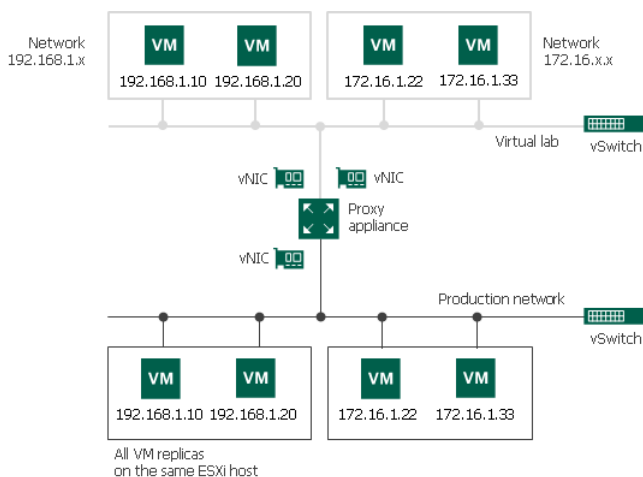 Network
192.168.1.x
VM
VM
VM
VM
Network
172.16.x.x
192.168.1.10
192.168.1.20
172.16.1.22
172.16.1.33
Virtual lab
vSwitch
vNIC
vNIC
Proxy
appliance
vNIC
Production network
vSwitch
VM
VM
VM
VM
192.168.1.10
192.168.1.20
172.16.1.22
172.16.1.33
All VM replicas
on the same ESXi host